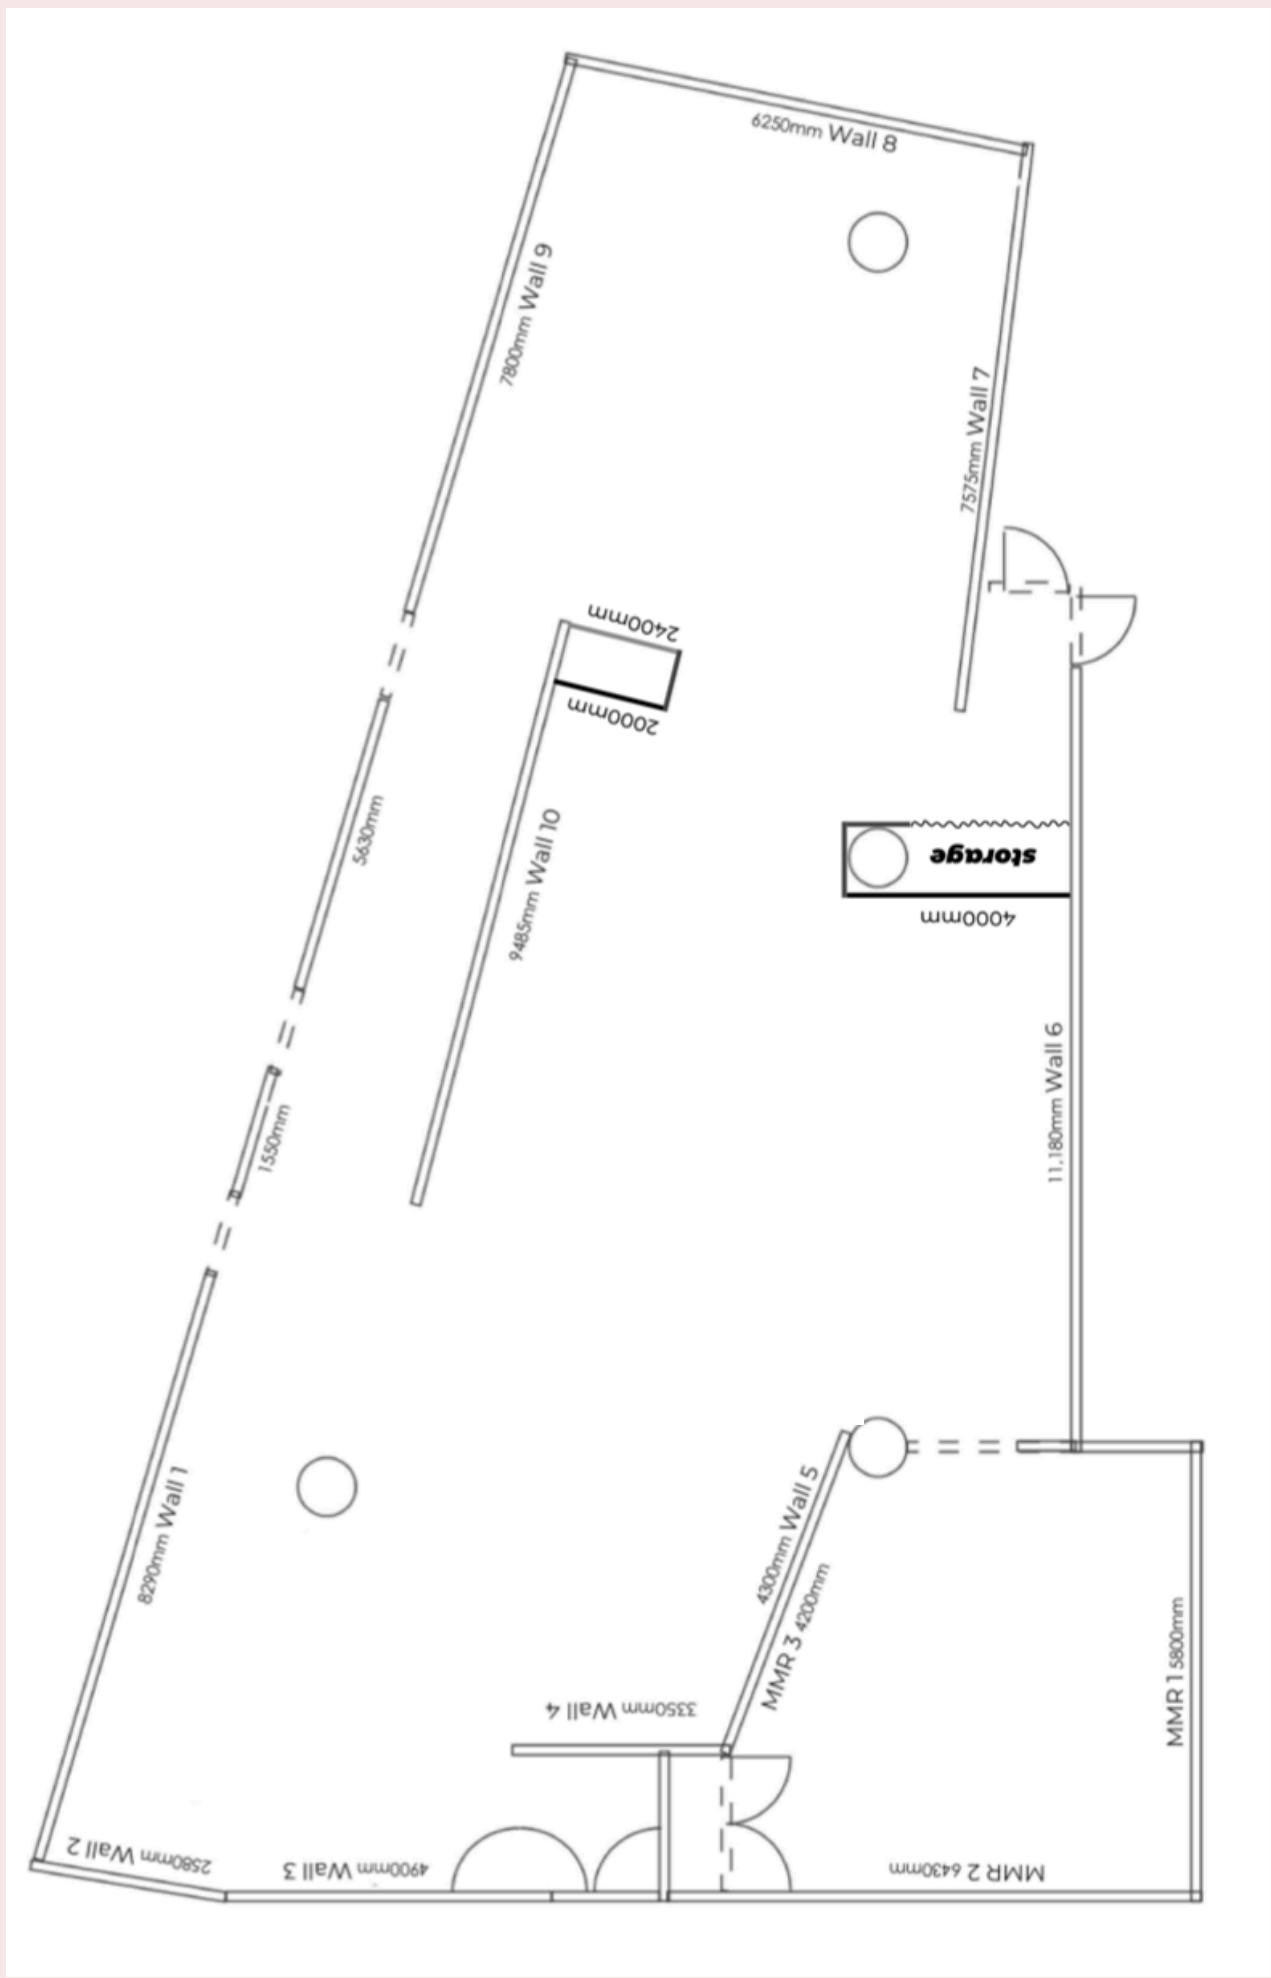 6250mm Wall 8
7800mm Wall 9
7575mm Wall 7
2400mm
2000mm
5630mm
9485mm Wall 10
storage
4000mm
11,180mm Wall 6
1550mm
8290mm Wall 1
4300mm Wall 5
MMR 3 4200mm
MMR 1 5800mm
3350mm Wall 4
2580mm Wall 2
4900mm Wall 3
MMR 2 6430mm